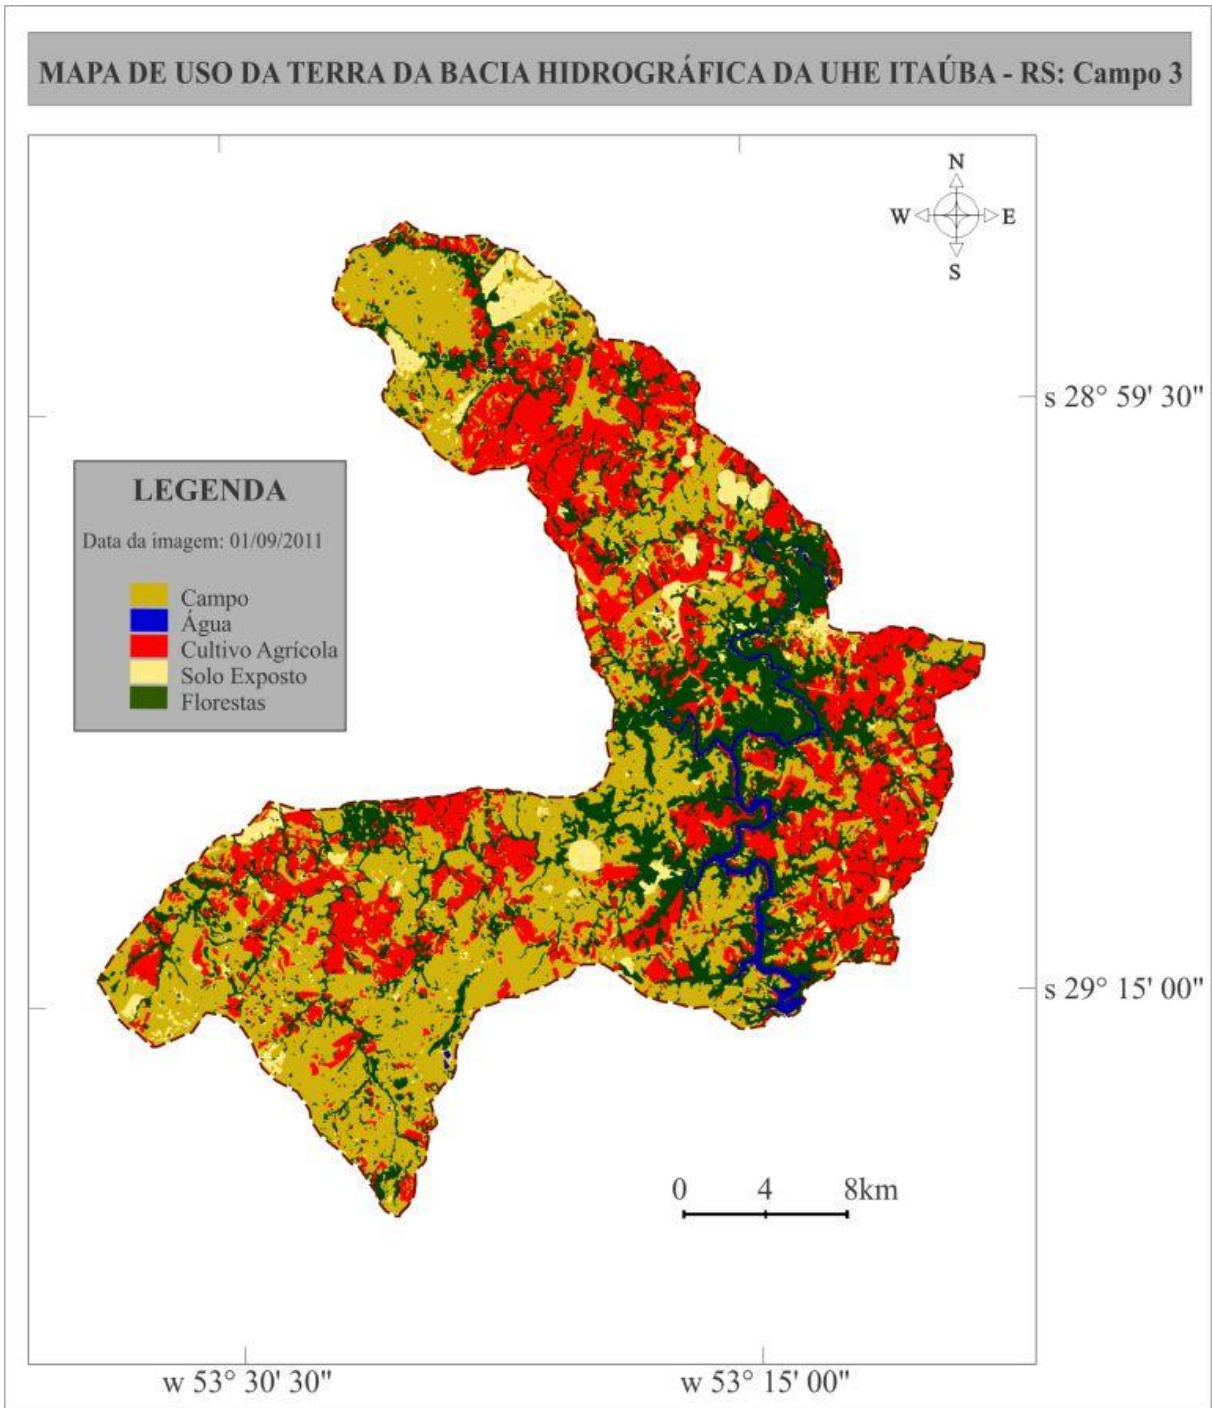 MAPA DE USO DA TERRA DA BACIA HIDROGRÁFICA DA UHE ITAÚBA - RS: Campo 3
N
W E
S
s 28° 59' 30"
LEGENDA
Data da imagem: 01/09/2011
Campo
Água
Cultivo Agrícola
Solo Exposto
Florestas
s 29° 15' 00"
0 4 8km
w 53° 30' 30" w 53° 15' 00"